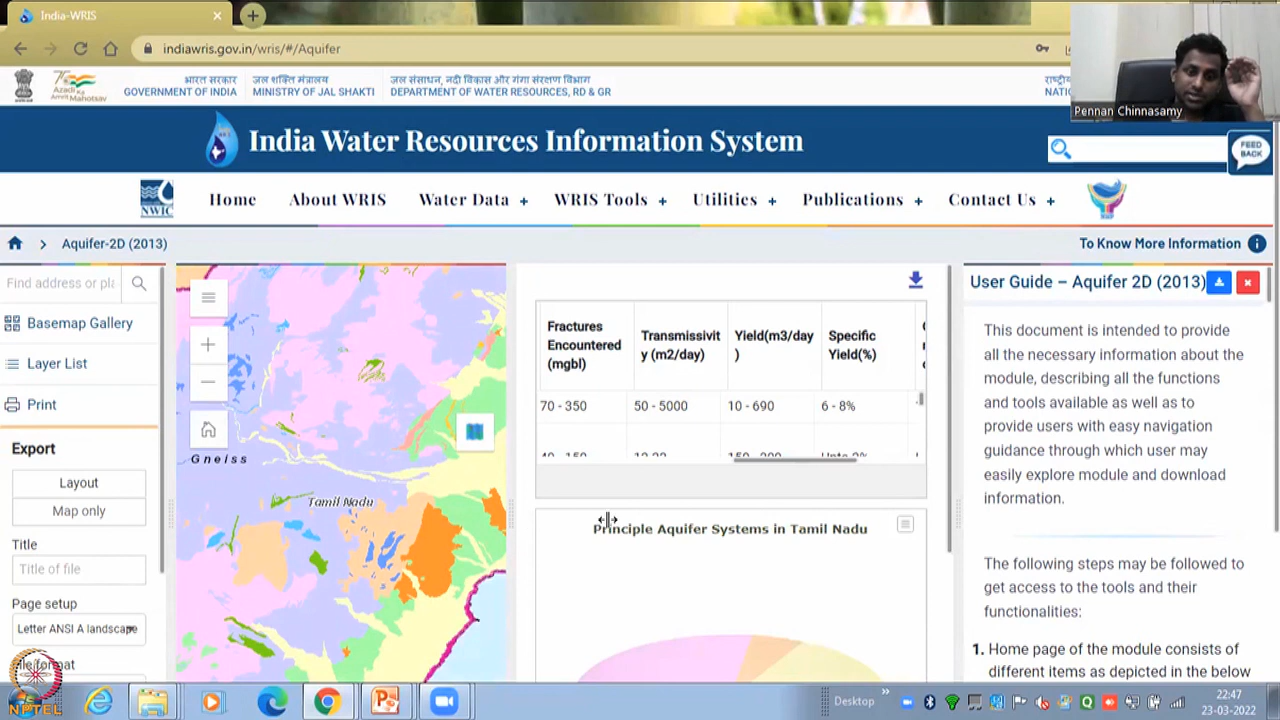 India-WRIS
indiawris.gov.in/wris/#/Aquifer
Pennan Chinnasamy
Azadi Ka
Amrit Mahotsav
भारत सरकार
GOVERNMENT OF INDIA
जल शक्ति मंत्रालय
MINISTRY OF JAL SHAKTI
जल संसाधन, नदी विकास और गंगा संरक्षण विभाग
DEPARTMENT OF WATER RESOURCES, RD & GR
राष्ट्री
NATI
India Water Resources Information System
FEED
BACK
NWIC
Home
About WRIS
Water Data +
WRIS Tools +
Utilities +
Publications +
Contact Us +
Aquifer-2D (2013)
To Know More Information
Find address or pla
Basemap Gallery
Layer List
Print
Export
Layout
Map only
Title
Title of file
Page setup
Letter ANSI A landscape
File format
Gneiss
Tamil Nadu
Fractures
Encountered
(mgbl)
Transmissivit
y (m2/day)
Yield(m3/day
)
Specific
Yield(%)
70 - 350
50 - 5000
10 - 690
6 - 8%
Principle Aquifer Systems in Tamil Nadu
User Guide – Aquifer 2D (2013)
This document is intended to provide
all the necessary information about the
module, describing all the functions
and tools available as well as to
provide users with easy navigation
guidance through which user may
easily explore module and download
information.
The following steps may be followed to
get access to the tools and their
functionalities:
1. Home page of the module consists of
different items as depicted in the below
NPTEL
Desktop
22:47
23-03-2022